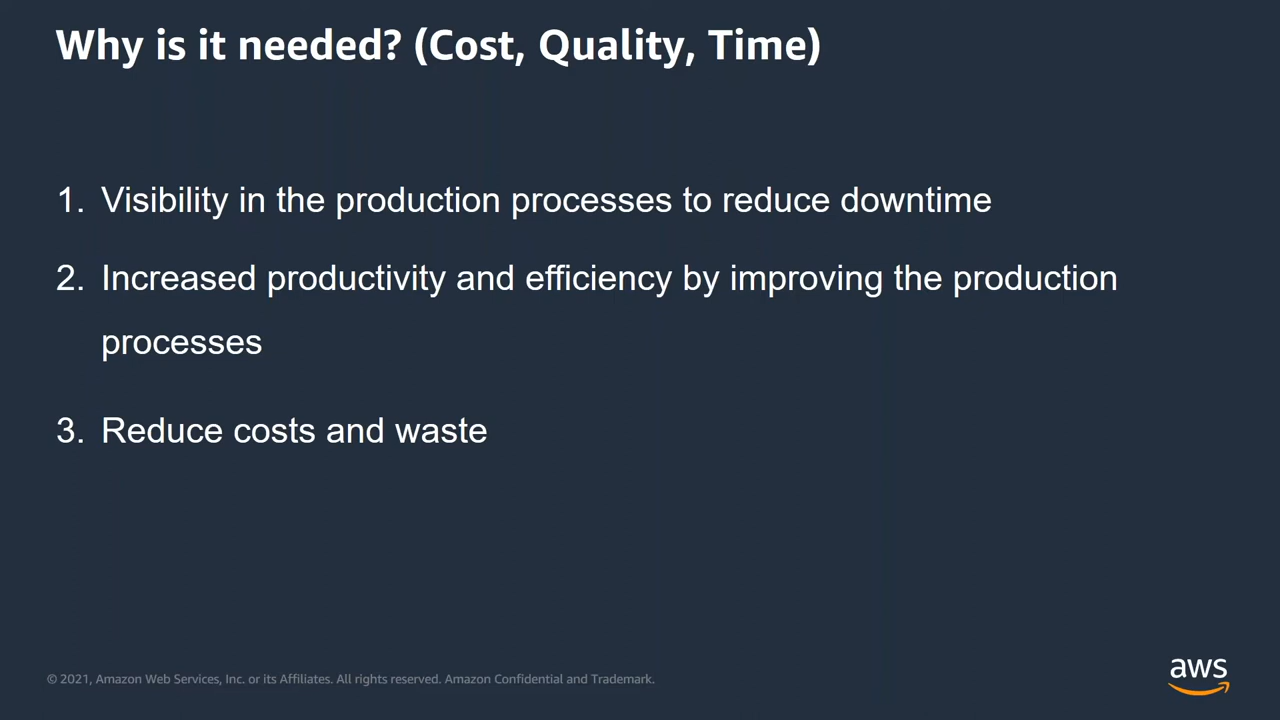 Why is it needed? (Cost, Quality, Time)
1. Visibility in the production processes to reduce downtime
2. Increased productivity and efficiency by improving the production
processes
3. Reduce costs and waste
© 2021, Amazon Web Services, Inc. or its Affiliates. All rights reserved. Amazon Confidential and Trademark.
aws